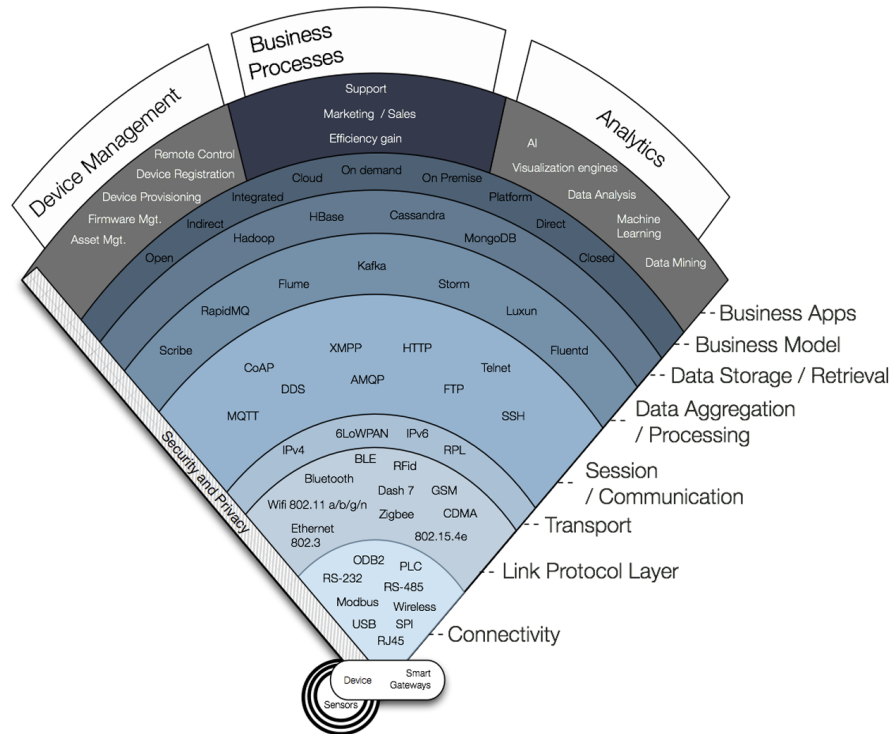 Business
Processes
Device Management
Analytics
Support
Marketing / Sales
Efficiency gain
Remote Control
Device Registration
Device Provisioning
Firmware Mgt.
Asset Mgt.
AI
Visualization engines
Data Analysis
Machine
Learning
Data Mining
Open
Indirect
Integrated
Cloud
On demand
On Premise
Platform
Direct
Closed
Hadoop
HBase
Cassandra
MongoDB
Scribe
RapidMQ
Flume
Kafka
Storm
Luxun
Fluentd
MQTT
CoAP
DDS
XMPP
AMQP
HTTP
FTP
Telnet
SSH
IPv4
6LoWPAN
IPv6
RPL
BLE
RFid
Bluetooth
Dash 7
GSM
Wifi 802.11 a/b/g/n
Zigbee
CDMA
Ethernet
802.3
802.15.4e
ODB2
PLC
RS-232
RS-485
Modbus
Wireless
USB
SPI
RJ45
Security and Privacy
Business Apps
Business Model
Data Storage / Retrieval
Data Aggregation
/ Processing
Session
/ Communication
Transport
Link Protocol Layer
Connectivity
Device
Smart
Gateways
Sensors